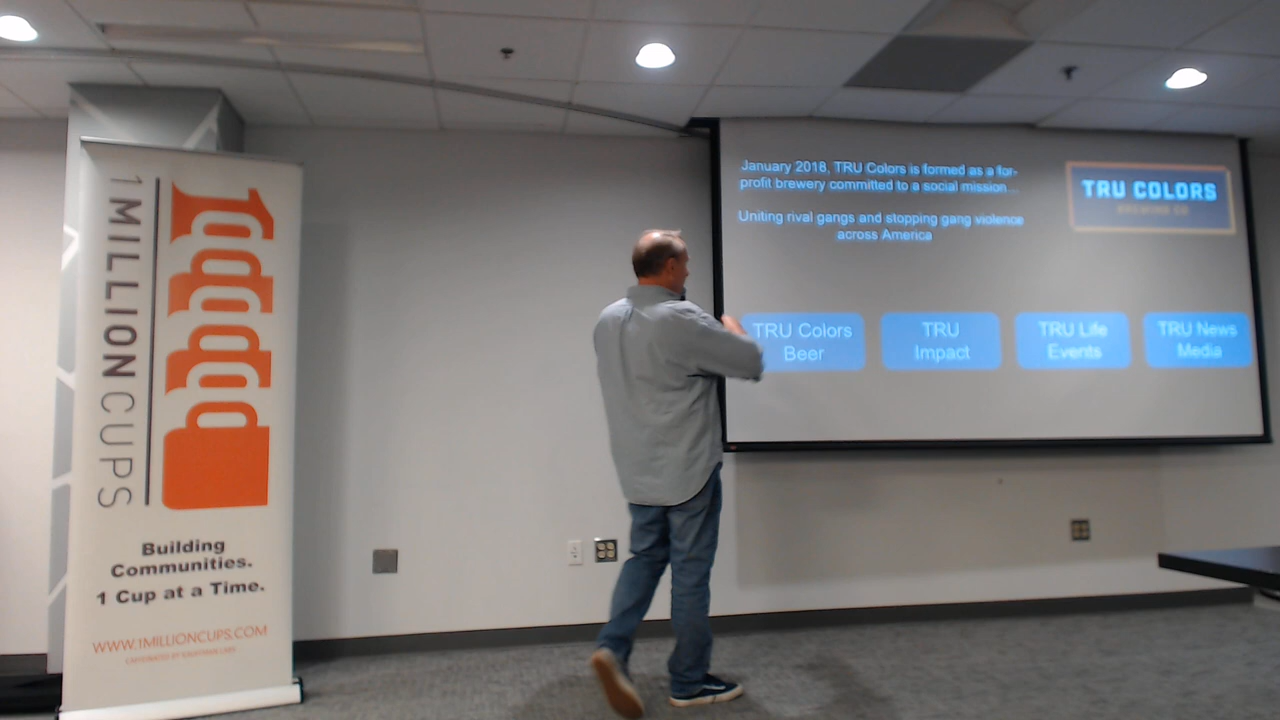 1 MILLION CUPS
Building
Communities.
1 Cup at a Time.
WWW.1MILLIONCUPS.COM
January 2018, TRU Colors is formed as a for-
profit brewery committed to a social mission...
Uniting rival gangs and stopping gang violence
across America
TRU COLORS
BREWING CO
TRU Colors
Beer
TRU
Impact
TRU Life
Events
TRU News
Media